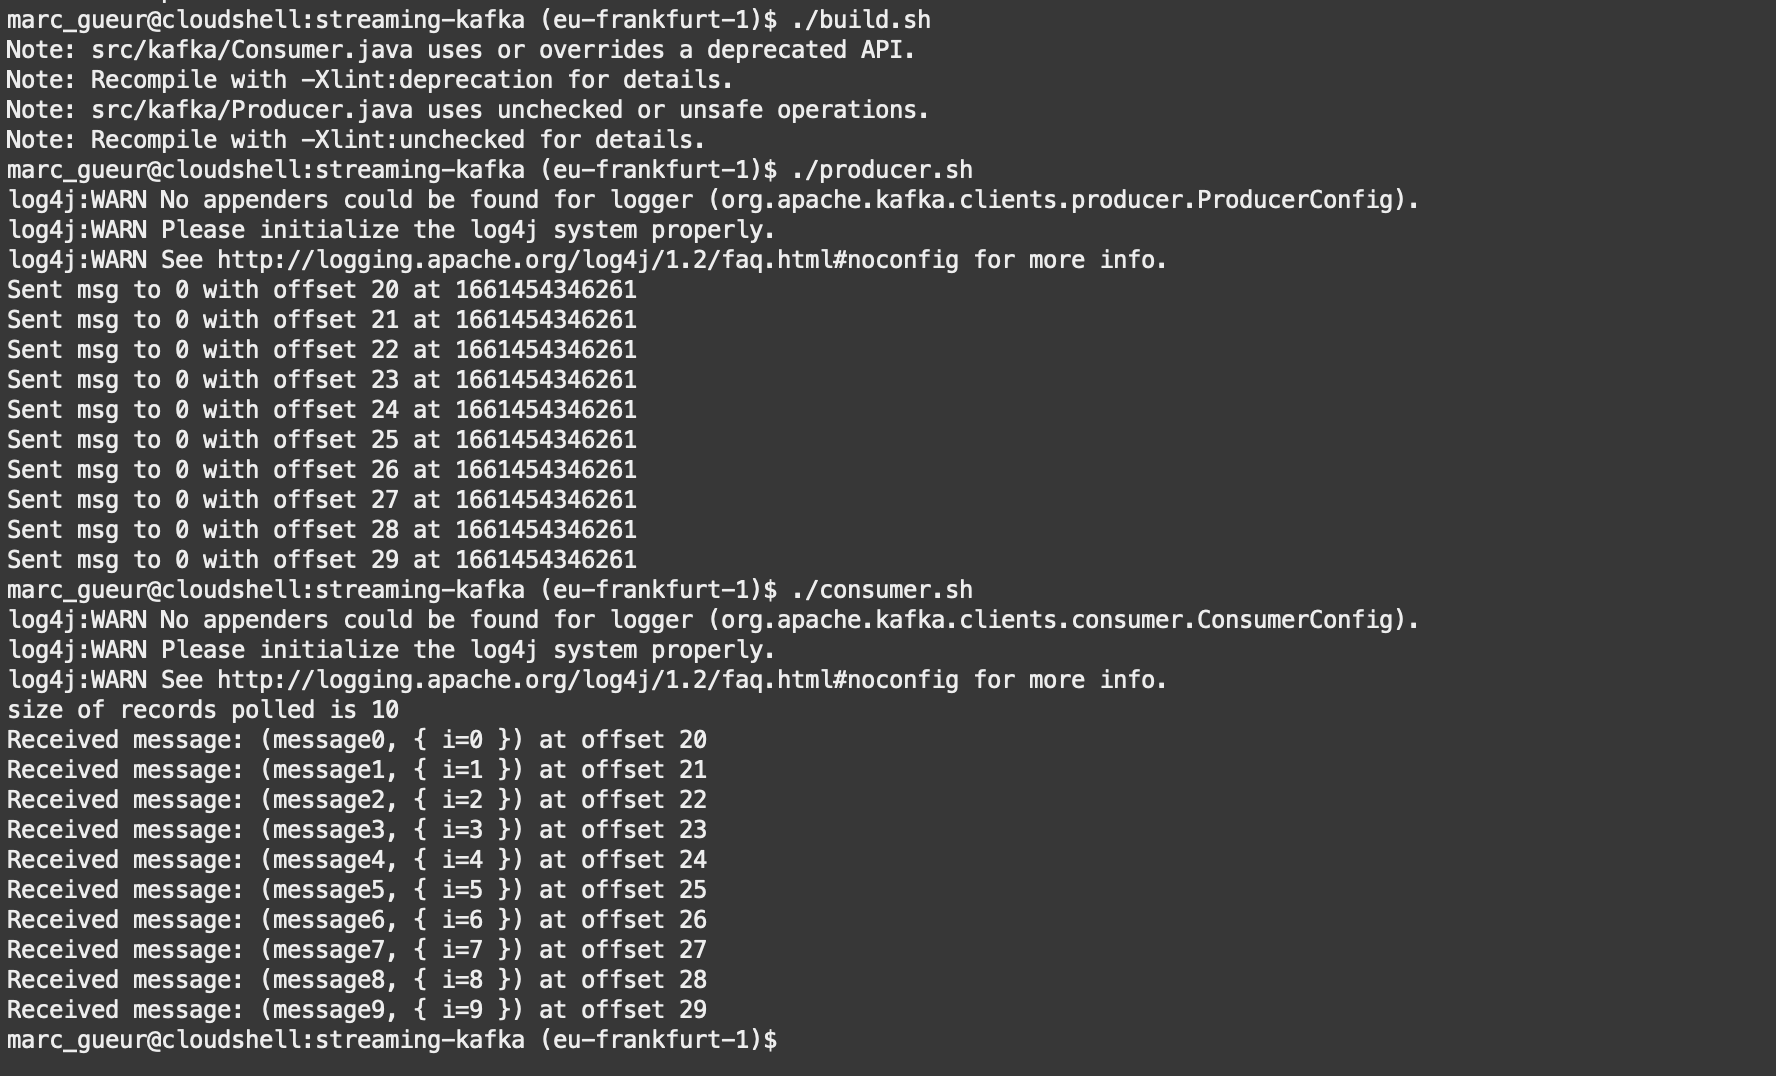 marc_gueur@cloudshell:streaming-kafka (eu-frankfurt-1)$ ./build.sh
Note: src/kafka/Consumer.java uses or overrides a deprecated API.
Note: Recompile with -Xlint:deprecation for details.
Note: src/kafka/Producer.java uses unchecked or unsafe operations.
Note: Recompile with -Xlint:unchecked for details.
marc_gueur@cloudshell:streaming-kafka (eu-frankfurt-1)$ ./producer.sh
log4j:WARN No appenders could be found for logger (org.apache.kafka.clients.producer.ProducerConfig).
log4j:WARN Please initialize the log4j system properly.
log4j:WARN See http://logging.apache.org/log4j/1.2/faq.html#noconfig for more info.
Sent msg to 0 with offset 20 at 1661454346261
Sent msg to 0 with offset 21 at 1661454346261
Sent msg to 0 with offset 22 at 1661454346261
Sent msg to 0 with offset 23 at 1661454346261
Sent msg to 0 with offset 24 at 1661454346261
Sent msg to 0 with offset 25 at 1661454346261
Sent msg to 0 with offset 26 at 1661454346261
Sent msg to 0 with offset 27 at 1661454346261
Sent msg to 0 with offset 28 at 1661454346261
Sent msg to 0 with offset 29 at 1661454346261
marc_gueur@cloudshell:streaming-kafka (eu-frankfurt-1)$ ./consumer.sh
log4j:WARN No appenders could be found for logger (org.apache.kafka.clients.consumer.ConsumerConfig).
log4j:WARN Please initialize the log4j system properly.
log4j:WARN See http://logging.apache.org/log4j/1.2/faq.html#noconfig for more info.
size of records polled is 10
Received message: (message0, { i=0 }) at offset 20
Received message: (message1, { i=1 }) at offset 21
Received message: (message2, { i=2 }) at offset 22
Received message: (message3, { i=3 }) at offset 23
Received message: (message4, { i=4 }) at offset 24
Received message: (message5, { i=5 }) at offset 25
Received message: (message6, { i=6 }) at offset 26
Received message: (message7, { i=7 }) at offset 27
Received message: (message8, { i=8 }) at offset 28
Received message: (message9, { i=9 }) at offset 29
marc_gueur@cloudshell:streaming-kafka (eu-frankfurt-1)$